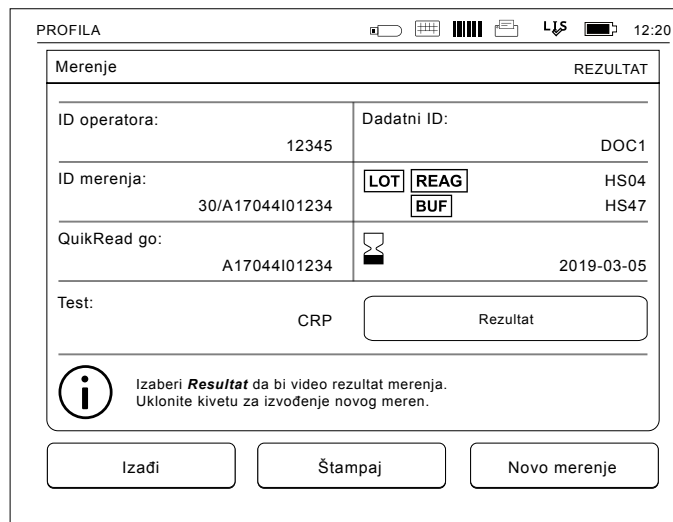 PROFILA
LIS
12:20
Merenje
REZULTAT
ID operatora:
12345
Dadatni ID:
DOC1
ID merenja:
30/A17044I01234
LOT REAG HS04
BUF HS47
QuikRead go:
A17044I01234
2019-03-05
Test:
CRP
Rezultat
Izaberi Resultat da bi video rezultat merenja.
Uklonite kivetu za izvođenje novog meren.
Izađi
Štampaj
Novo merenje